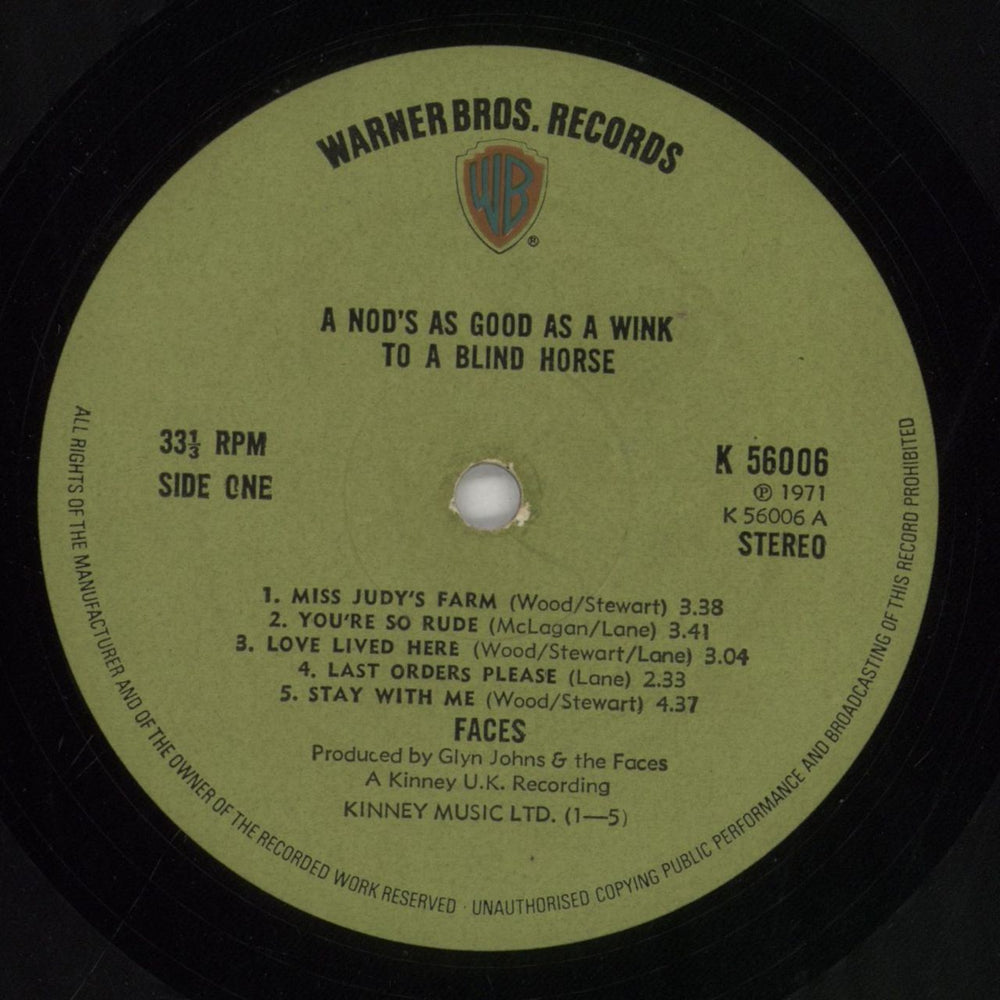 WARNER BROS. RECORDS
WB
®
A NOD'S AS GOOD AS A WINK
TO A BLIND HORSE
33⅓ RPM
SIDE ONE
K 56006
℗ 1971
K 56006 A
STEREO
1. MISS JUDY'S FARM (Wood/Stewart) 3.38
2. YOU'RE SO RUDE (McLagan/Lane) 3.41
3. LOVE LIVED HERE (Wood/Stewart/Lane) 3.04
4. LAST ORDERS PLEASE (Lane) 2.33
5. STAY WITH ME (Wood/Stewart) 4.37
FACES
Produced by Glyn Johns & the Faces
A Kinney U.K. Recording
KINNEY MUSIC LTD. (1—5)
ALL RIGHTS OF THE MANUFACTURER AND OF THE OWNER OF THE RECORDED WORK RESERVED · UNAUTHORISED COPYING PUBLIC PERFORMANCE AND BROADCASTING OF THIS RECORD PROHIBITED